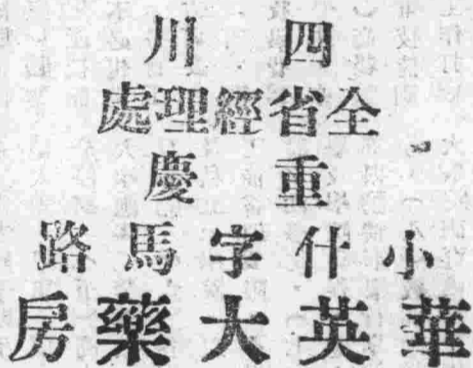 四川
全省經理處
重慶
小什字馬路
華英大藥房